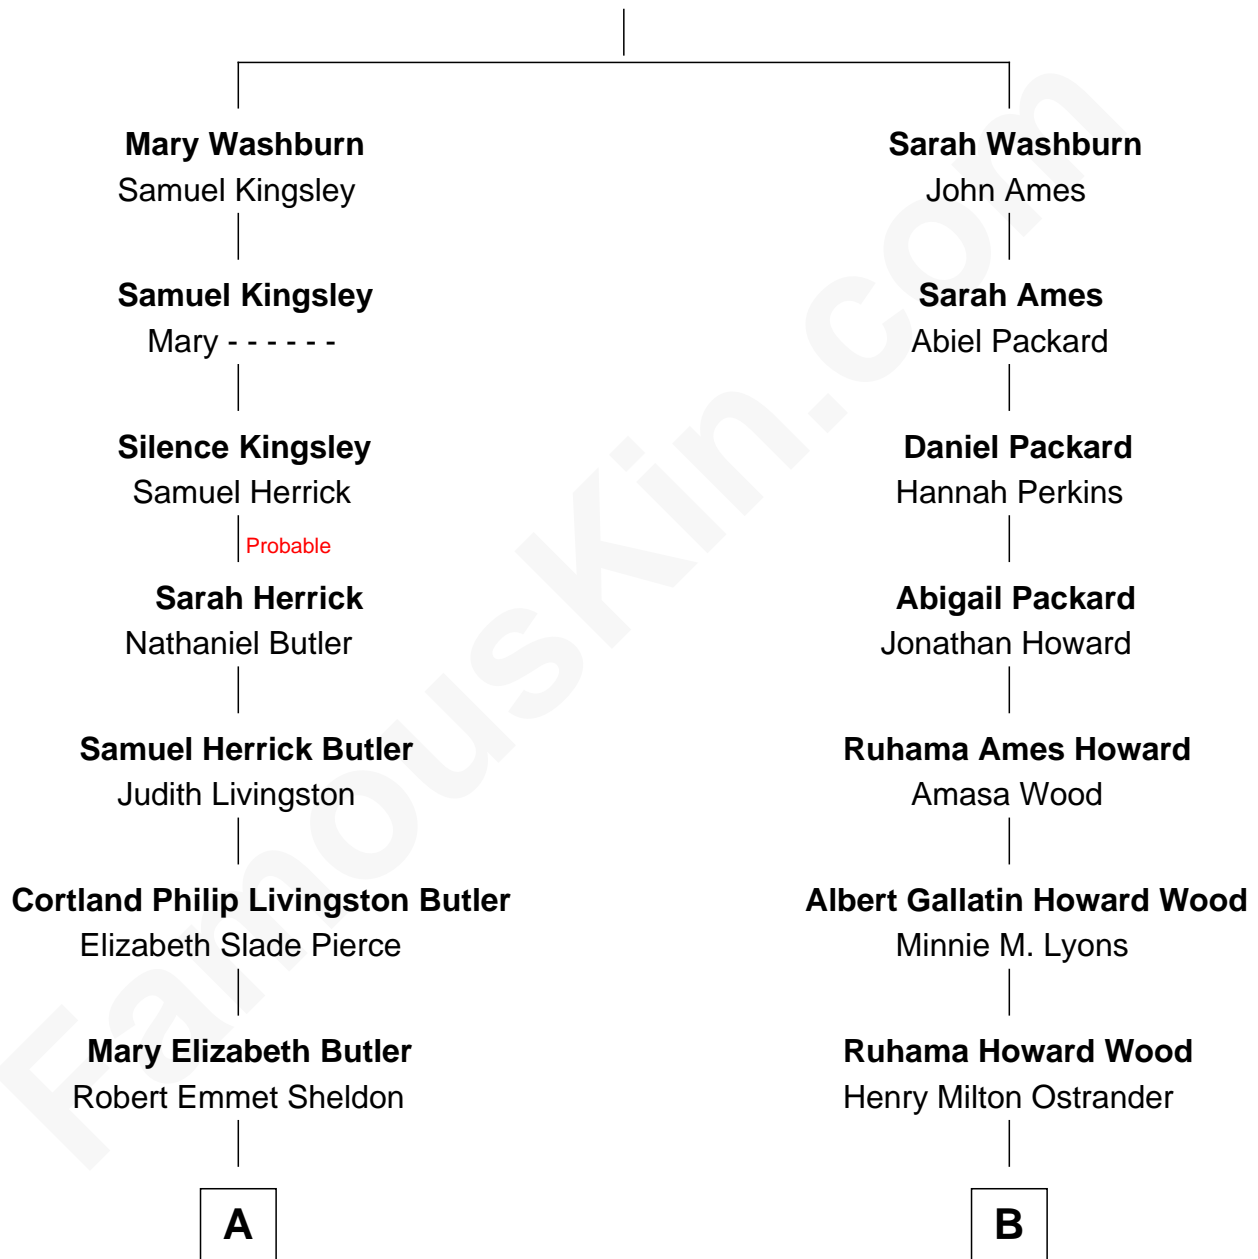 Mary Washburn
Samuel Kingsley
Samuel Kingsley
Mary - - - - - -
Silence Kingsley
Samuel Herrick
Probable
Sarah Herrick
Nathaniel Butler
Samuel Herrick Butler
Judith Livingston
Cortland Philip Livingston Butler
Elizabeth Slade Pierce
Mary Elizabeth Butler
Robert Emmet Sheldon
A
Sarah Washburn
John Ames
Sarah Ames
Abiel Packard
Daniel Packard
Hannah Perkins
Abigail Packard
Jonathan Howard
Ruhama Ames Howard
Amasa Wood
Albert Gallatin Howard Wood
Minnie M. Lyons
Ruhama Howard Wood
Henry Milton Ostrander
B
FamousKin.com